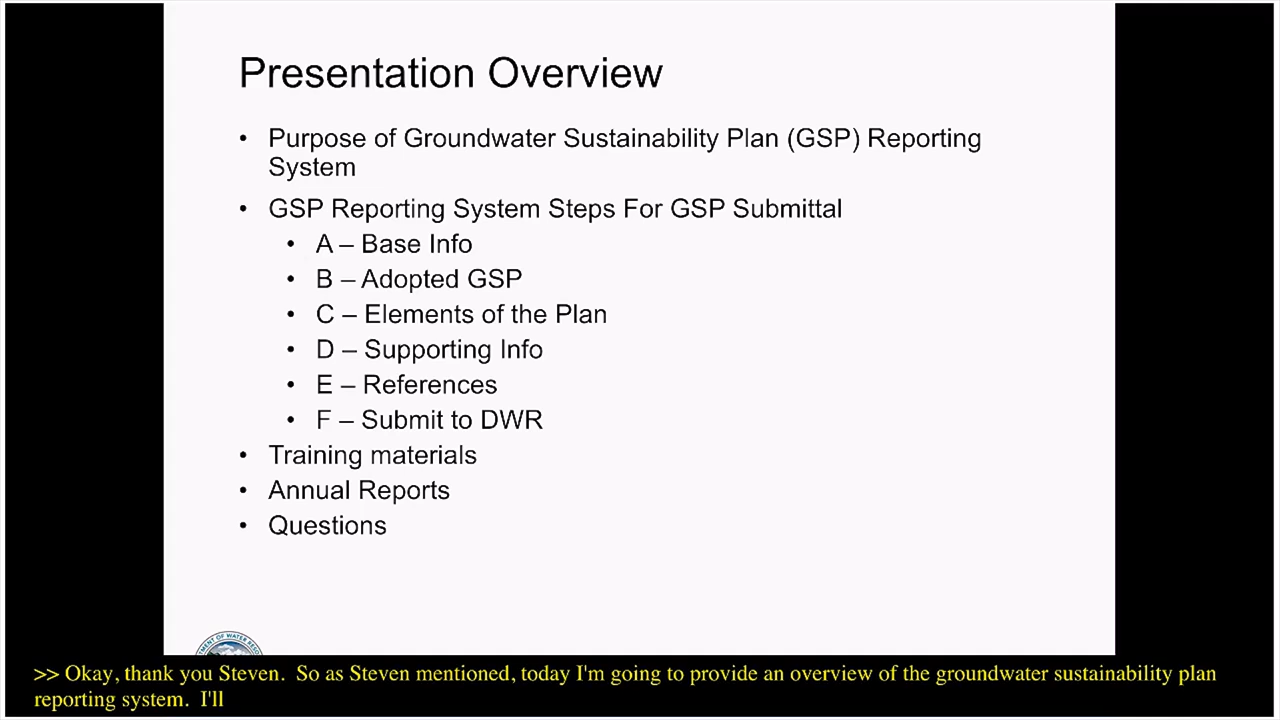 Presentation Overview
• Purpose of Groundwater Sustainability Plan (GSP) Reporting
System
• GSP Reporting System Steps For GSP Submittal
• A – Base Info
• B – Adopted GSP
• C – Elements of the Plan
• D – Supporting Info
• E – References
• F – Submit to DWR
• Training materials
• Annual Reports
• Questions
>> Okay, thank you Steven.  So as Steven mentioned, today I'm going to provide an overview of the groundwater sustainability plan
reporting system.  I'll